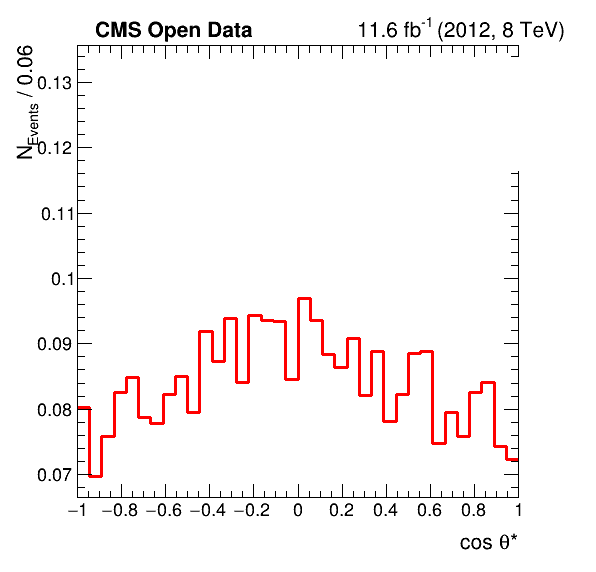 CMS Open Data
11.6 fb⁻¹ (2012, 8 TeV)
N_Events / 0.06
0.13
0.12
0.11
0.1
0.09
0.08
0.07
−1 −0.8 −0.6 −0.4 −0.2 0 0.2 0.4 0.6 0.8 1
cos θ*